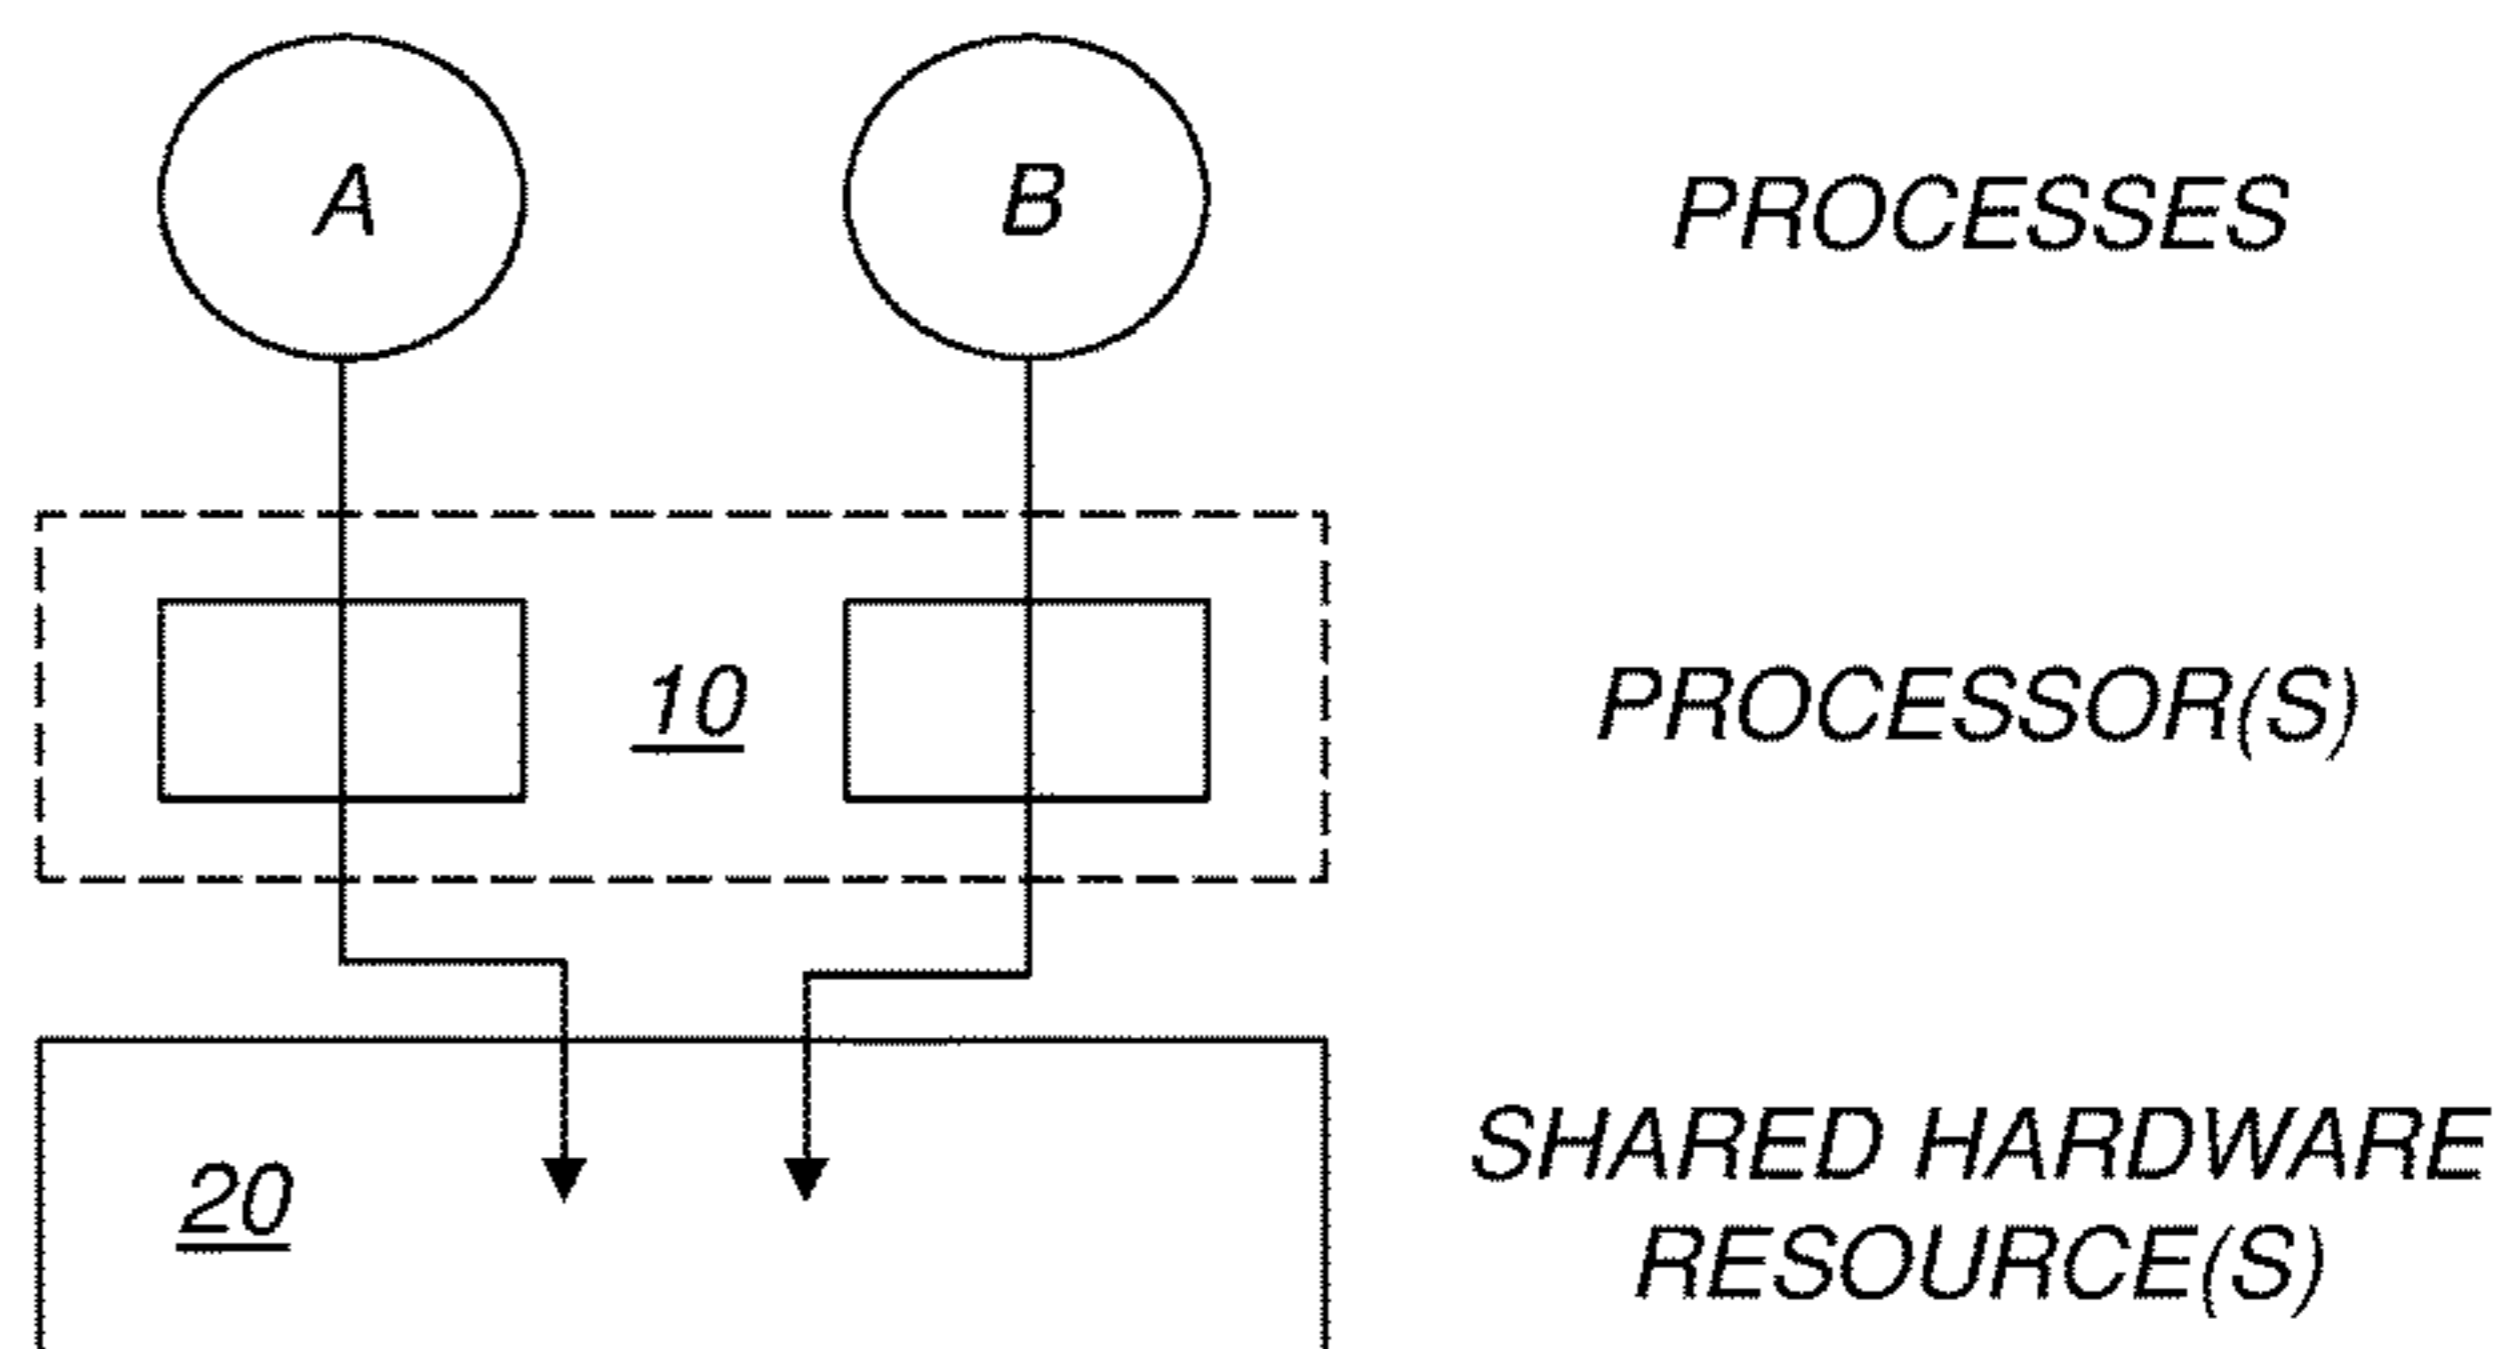 A
B
PROCESSES
10
PROCESSOR(S)
20
SHARED HARDWARE
RESOURCE(S)